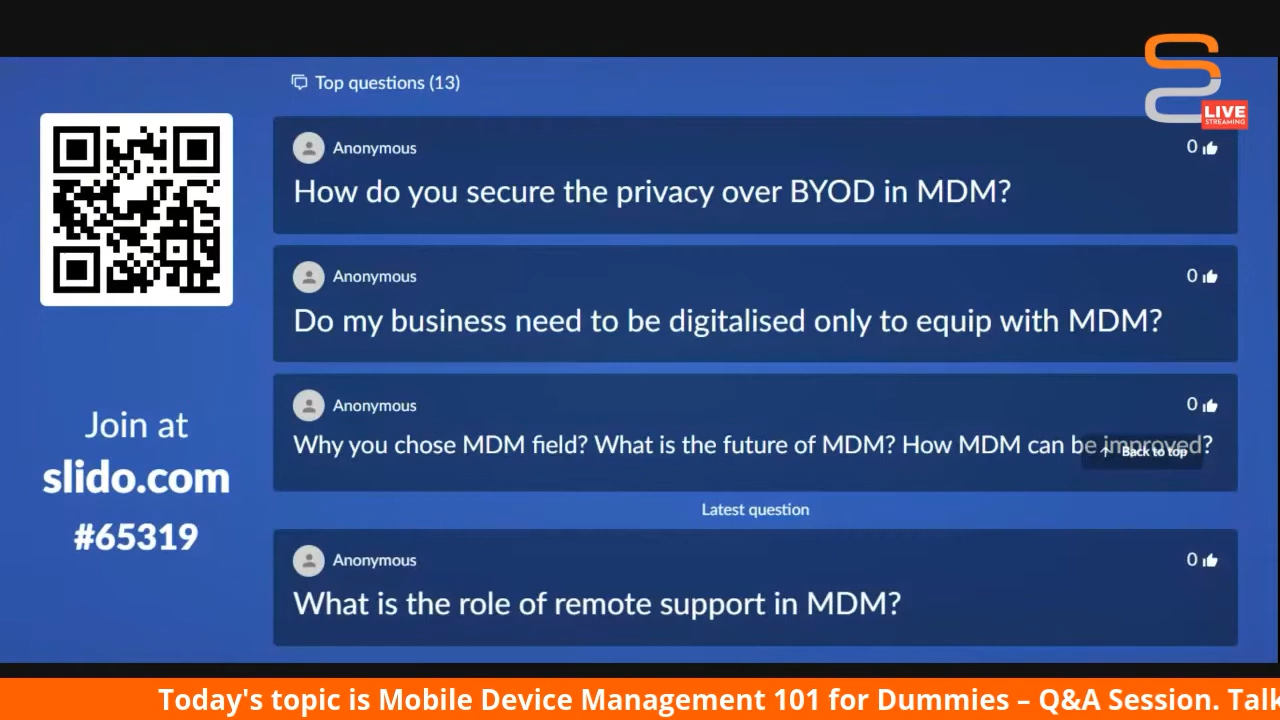 Top questions (13)
LIVE
STREAMING
Anonymous
0
How do you secure the privacy over BYOD in MDM?
Anonymous
0
Do my business need to be digitalised only to equip with MDM?
Anonymous
0
Why you chose MDM field? What is the future of MDM? How MDM can be improved?
Back to top
Latest question
Anonymous
0
What is the role of remote support in MDM?
Join at
slido.com
#65319
Today's topic is Mobile Device Management 101 for Dummies – Q&A Session. Talk